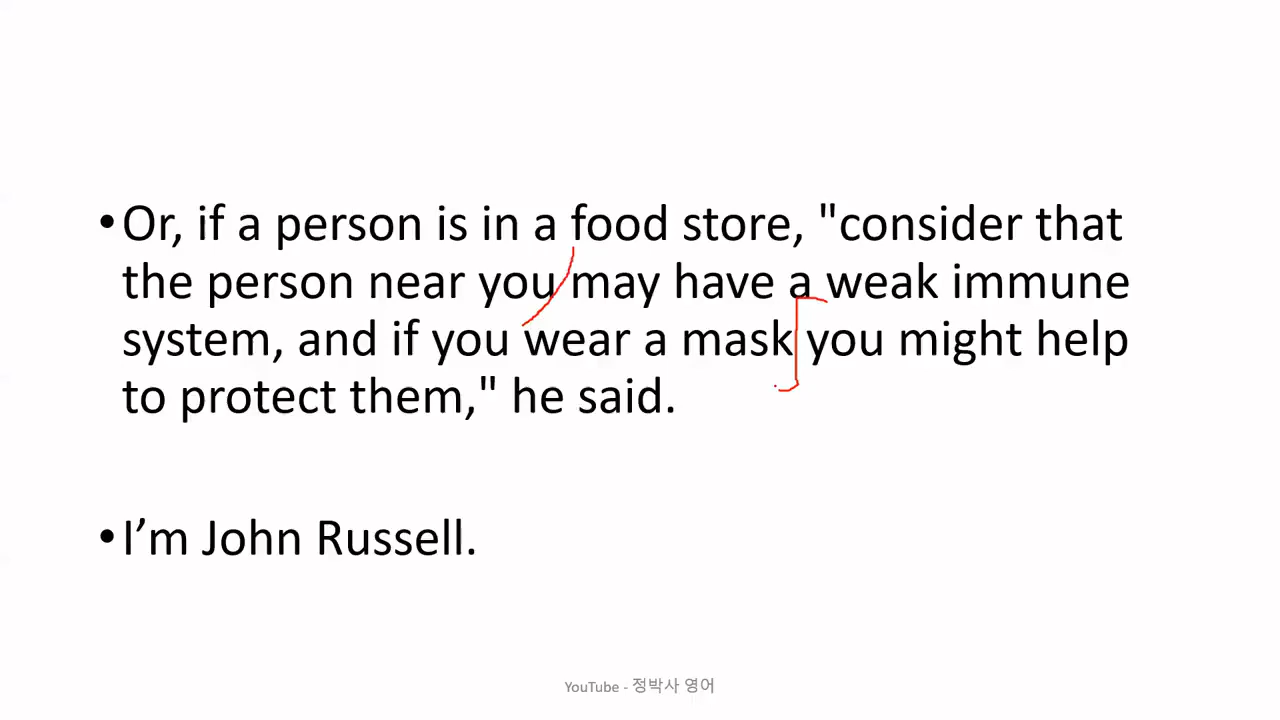 •Or, if a person is in a food store, "consider that
the person near you may have a weak immune
system, and if you wear a mask you might help
to protect them," he said.
•I’m John Russell.
YouTube - 정박사 영어